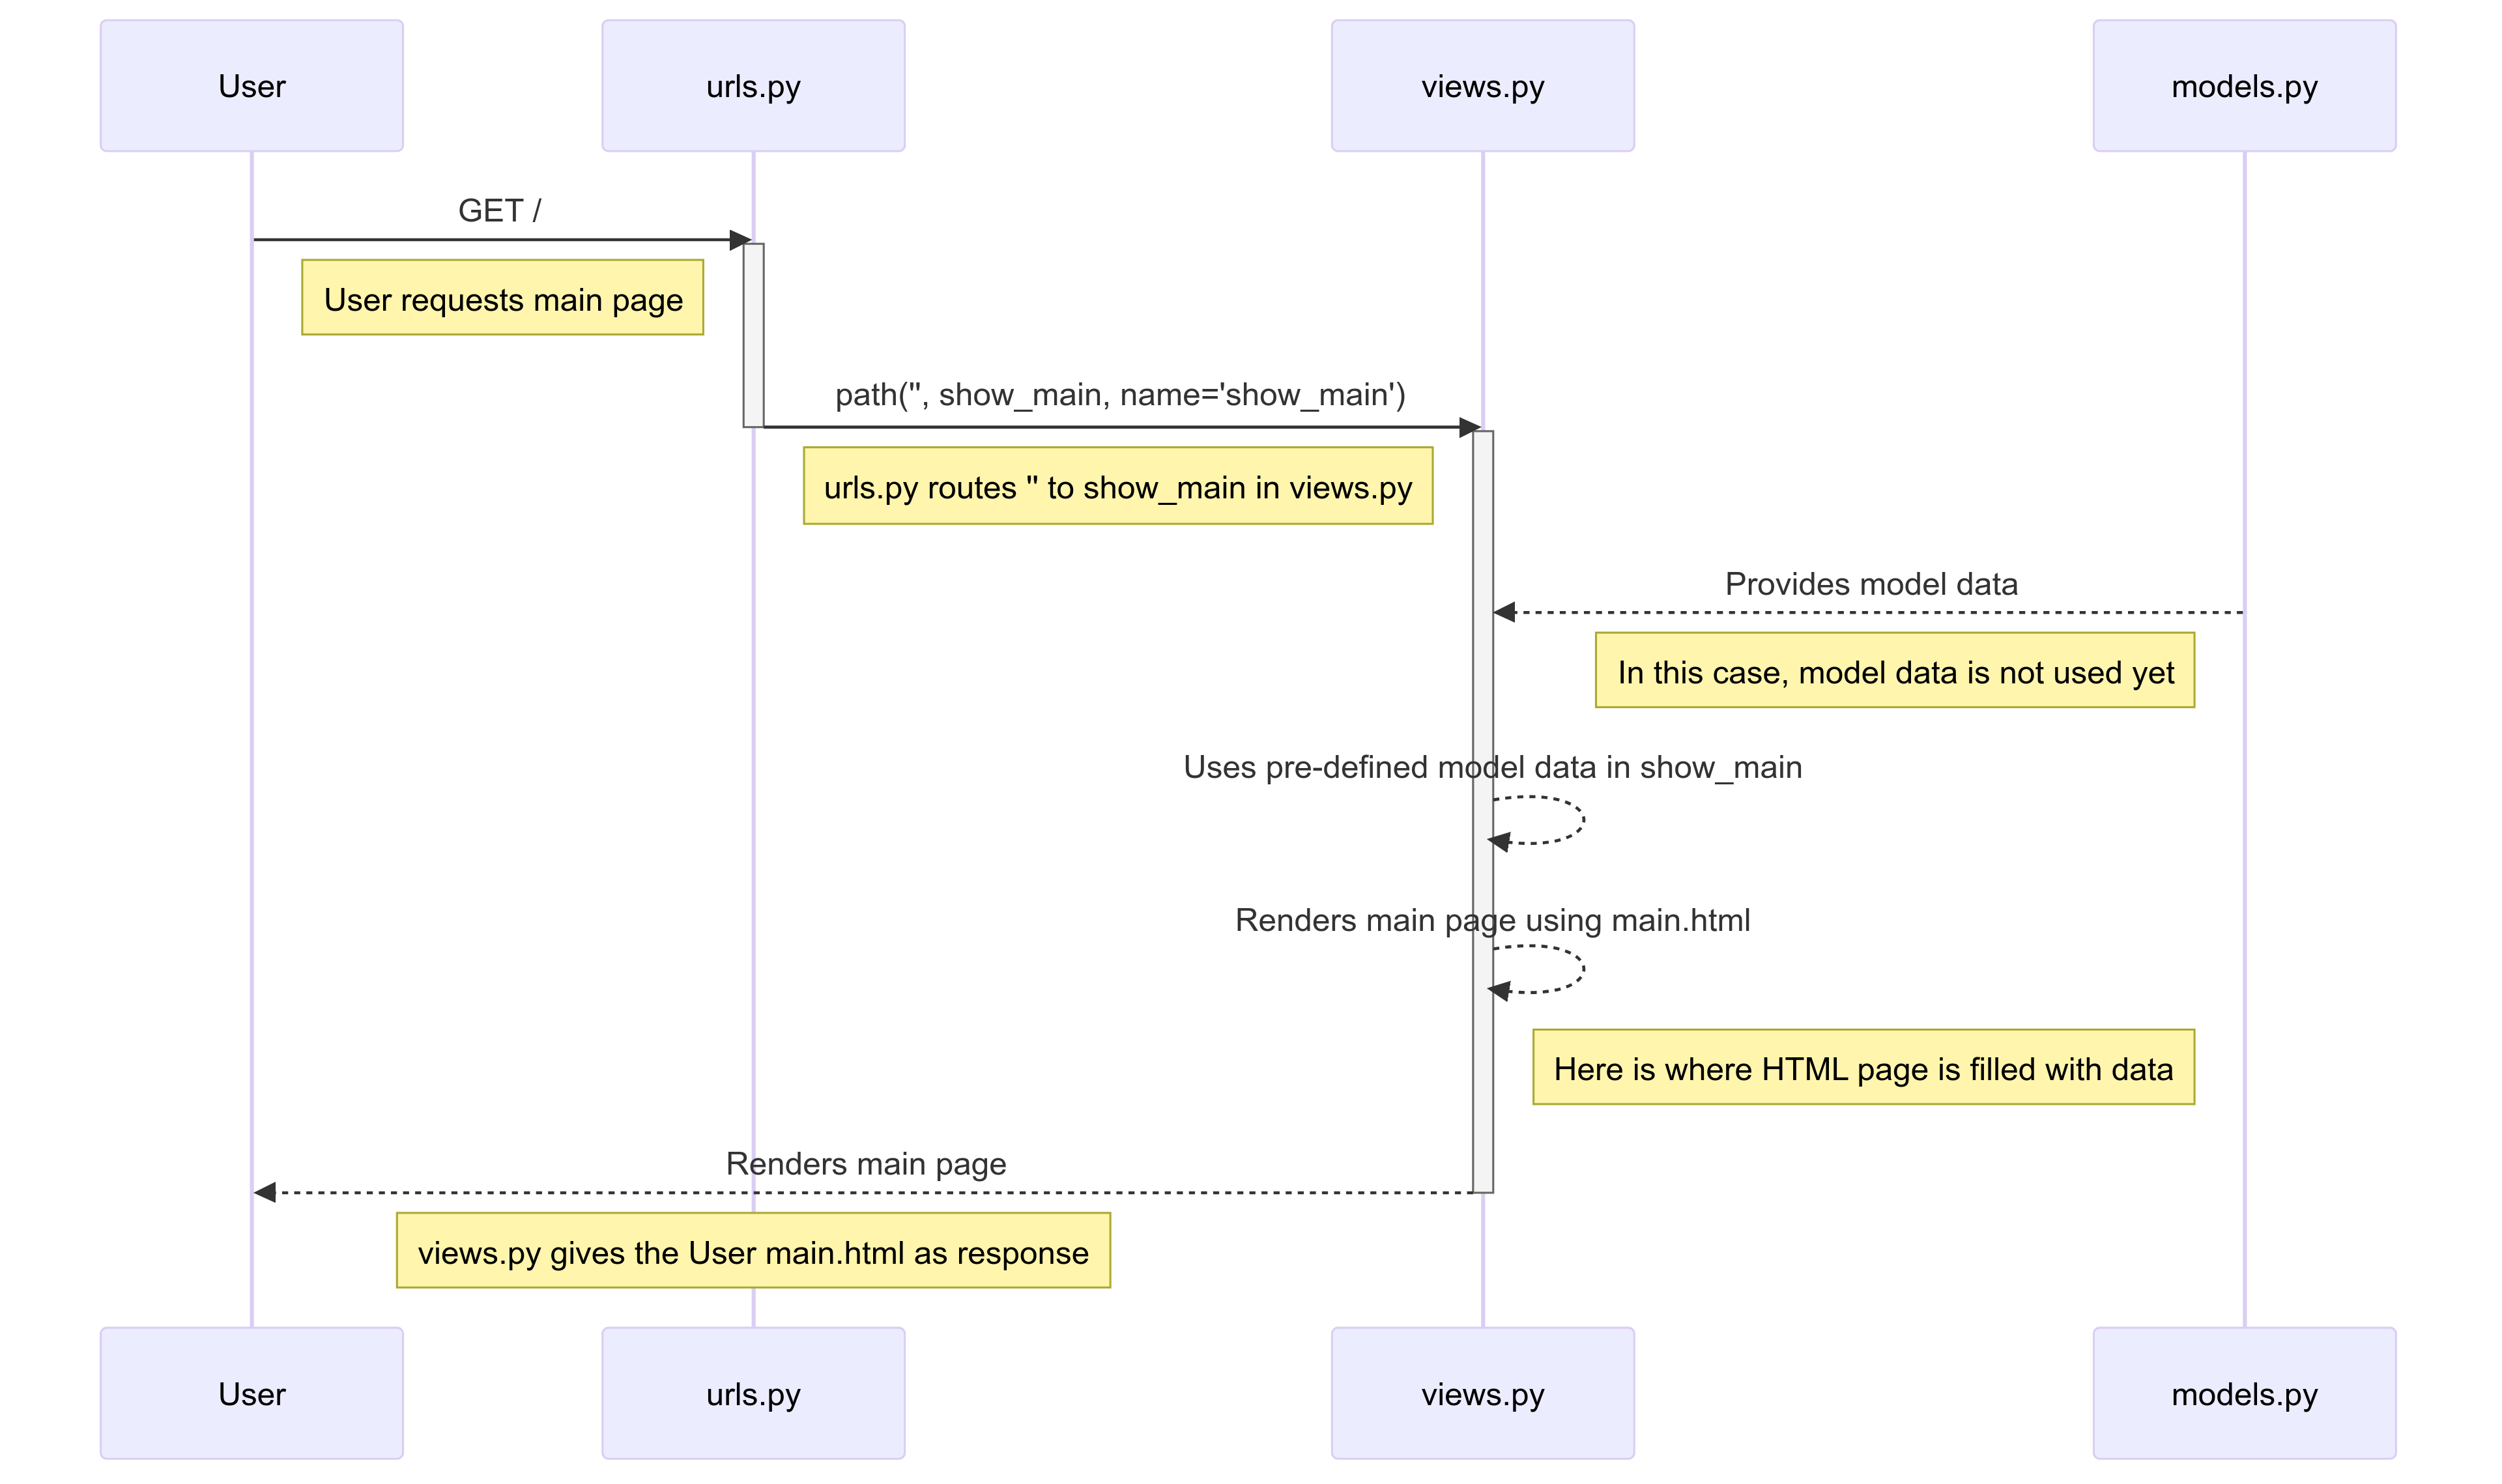 User
urls.py
views.py
models.py
GET /
User requests main page
path('', show_main, name='show_main')
urls.py routes '' to show_main in views.py
Provides model data
In this case, model data is not used yet
Uses pre-defined model data in show_main
Renders main page using main.html
Here is where HTML page is filled with data
Renders main page
views.py gives the User main.html as response
User
urls.py
views.py
models.py